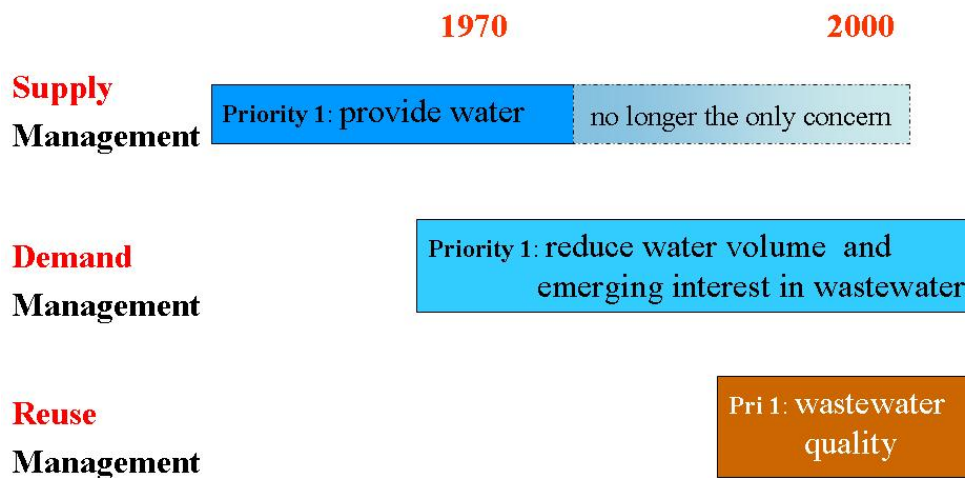 1970 2000
Supply
Management
Priority 1: provide water
no longer the only concern
Demand
Management
Priority 1: reduce water volume and
emerging interest in wastewater
Reuse
Management
Pri 1: wastewater
quality